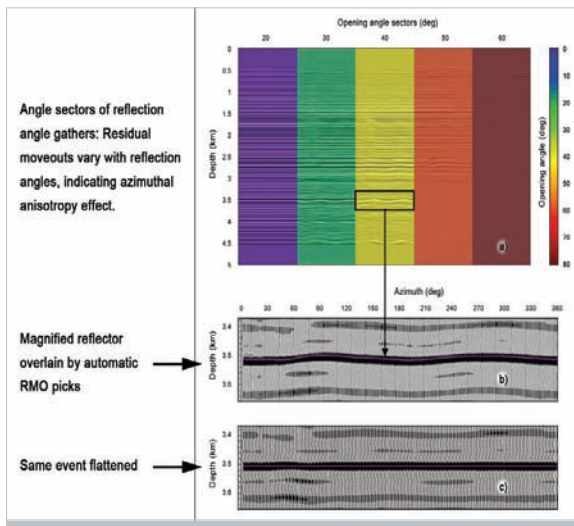 Opening angle sectors (deg)
20 30 40 50 60
Angle sectors of reflection
angle gathers: Residual
moveouts vary with reflection
angles, indicating azimuthal
anisotropy effect.
Depth (km)
0
0.5
1
1.5
2
2.5
3
3.5
4
4.5
5
a)
Opening angle (deg)
0
10
20
30
40
50
60
70
80
Azimuth (deg)
0 30 60 90 120 150 180 210 240 270 300 330 360
Magnified reflector
overlain by automatic
RMO picks
Depth (km)
3.4
3.5
3.6
b)
Same event flattened
Depth (km)
3.4
3.5
3.6
c)